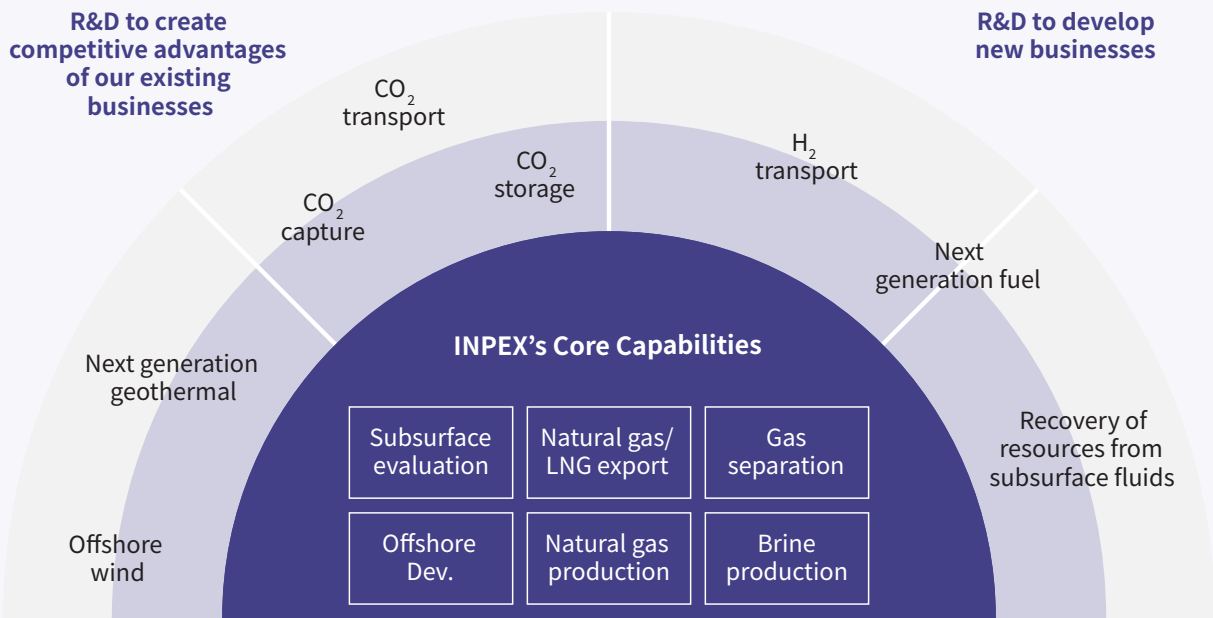 R&D to create
competitive advantages
of our existing
businesses
R&D to develop
new businesses
CO₂
transport
CO₂
storage
CO₂
capture
H₂
transport
Next
generation fuel
Next generation
geothermal
Recovery of
resources from
subsurface fluids
Offshore
wind
INPEX’s Core Capabilities
Subsurface
evaluation
Natural gas/
LNG export
Gas
separation
Offshore
Dev.
Natural gas
production
Brine
production